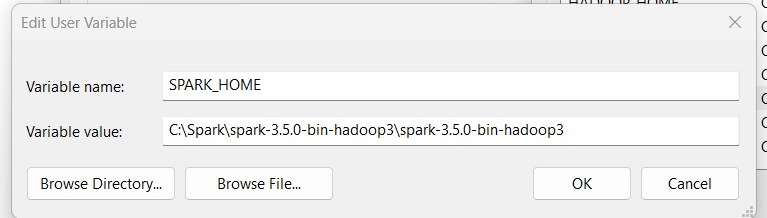 HADOOP_HOME
Edit User Variable
Variable name:
SPARK_HOME
Variable value:
C:\Spark\spark-3.5.0-bin-hadoop3\spark-3.5.0-bin-hadoop3
Browse Directory...
Browse File...
OK
Cancel